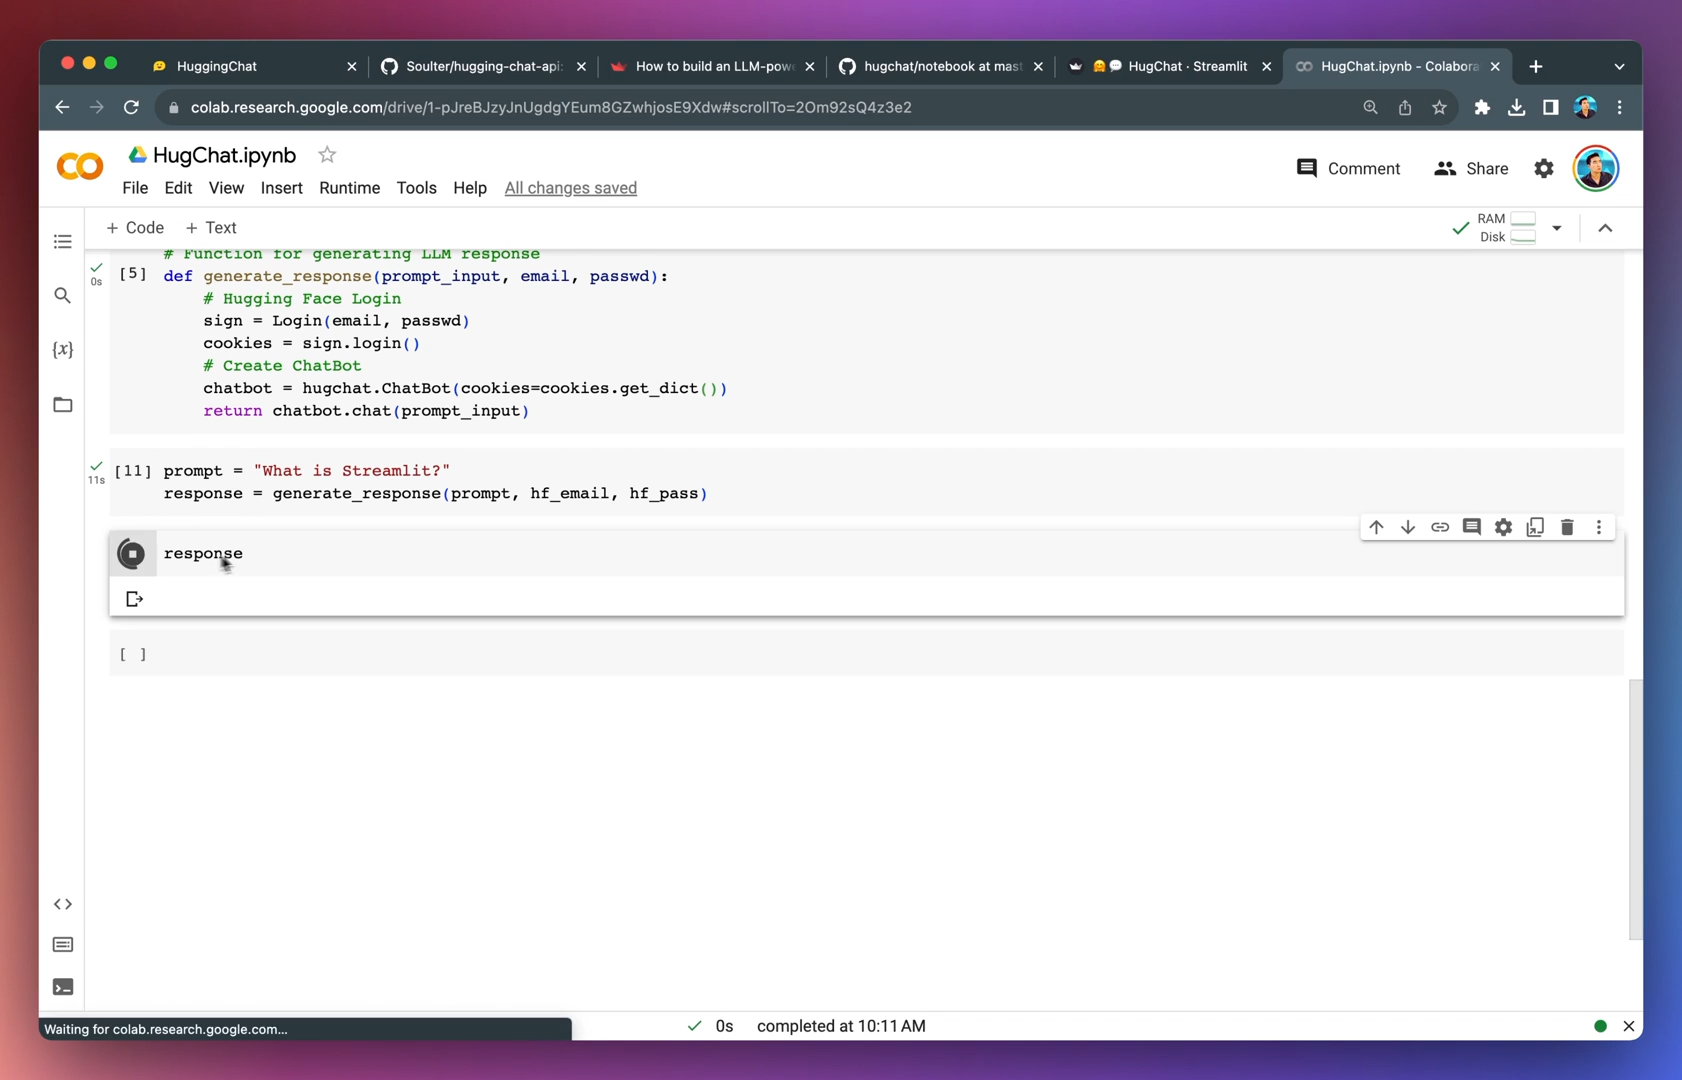 HuggingChat
Soulter/hugging-chat-api:
How to build an LLM-powe
hugchat/notebook at mast
HugChat · Streamlit
HugChat.ipynb - Colabora
colab.research.google.com/drive/1-pJreBJzyJnUgdgYEum8GZwhjosE9Xdw#scrollTo=2Om92sQ4z3e2
HugChat.ipynb
Comment
Share
File Edit View Insert Runtime Tools Help All changes saved
+ Code + Text
RAM
Disk
# Function for generating LLM response
[5] def generate_response(prompt_input, email, passwd):
0s
# Hugging Face Login
sign = Login(email, passwd)
cookies = sign.login()
# Create ChatBot
chatbot = hugchat.ChatBot(cookies=cookies.get_dict())
return chatbot.chat(prompt_input)
[11] prompt = "What is Streamlit?"
11s
response = generate_response(prompt, hf_email, hf_pass)
response
[ ]
{x}
Waiting for colab.research.google.com...
0s completed at 10:11 AM